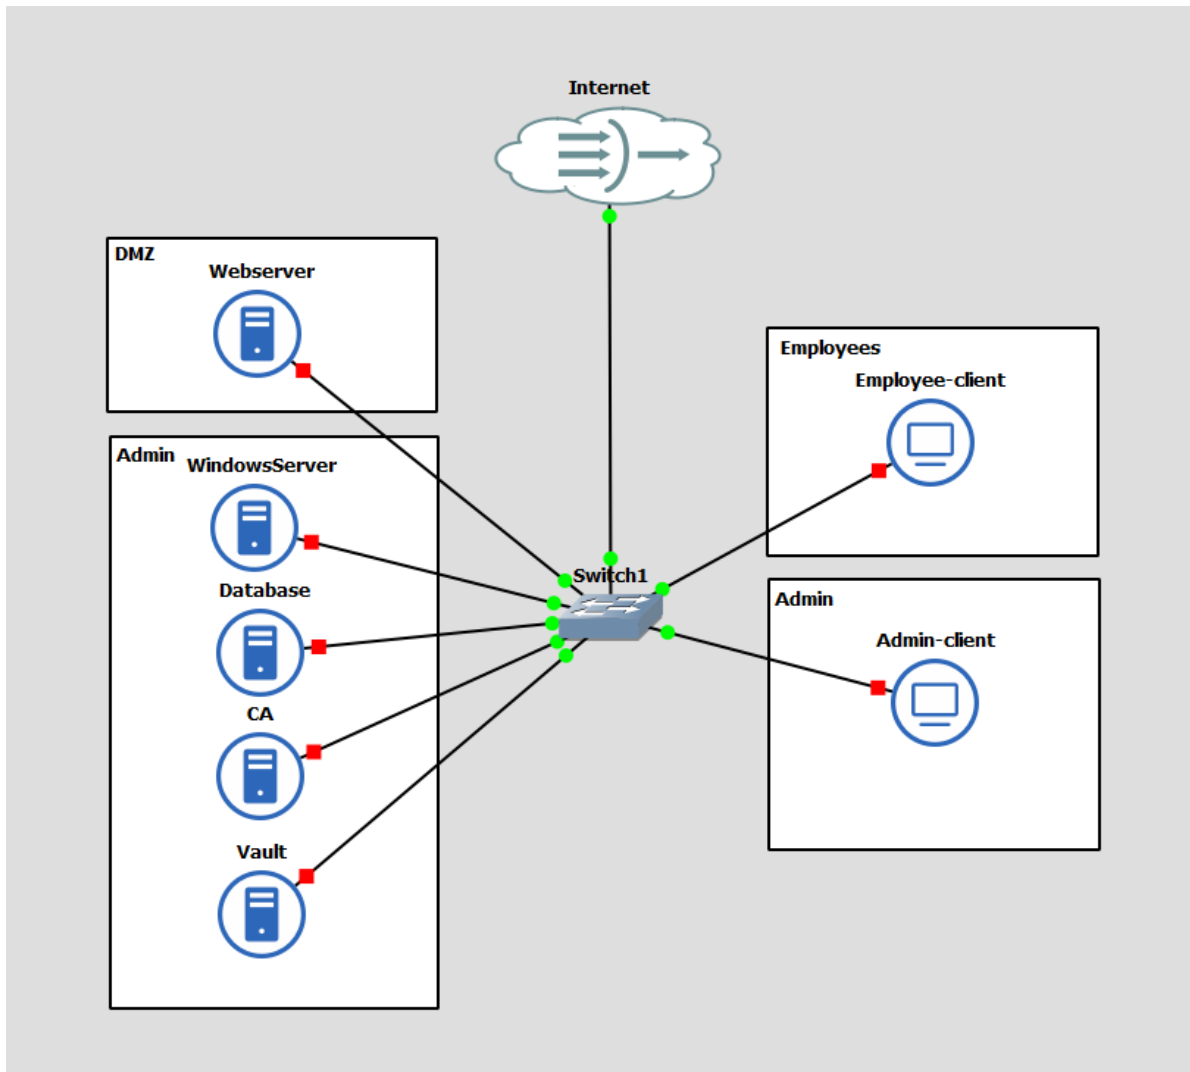 Internet
DMZ
Webserver
Admin
WindowsServer
Database
CA
Vault
Switch1
Employees
Employee-client
Admin
Admin-client